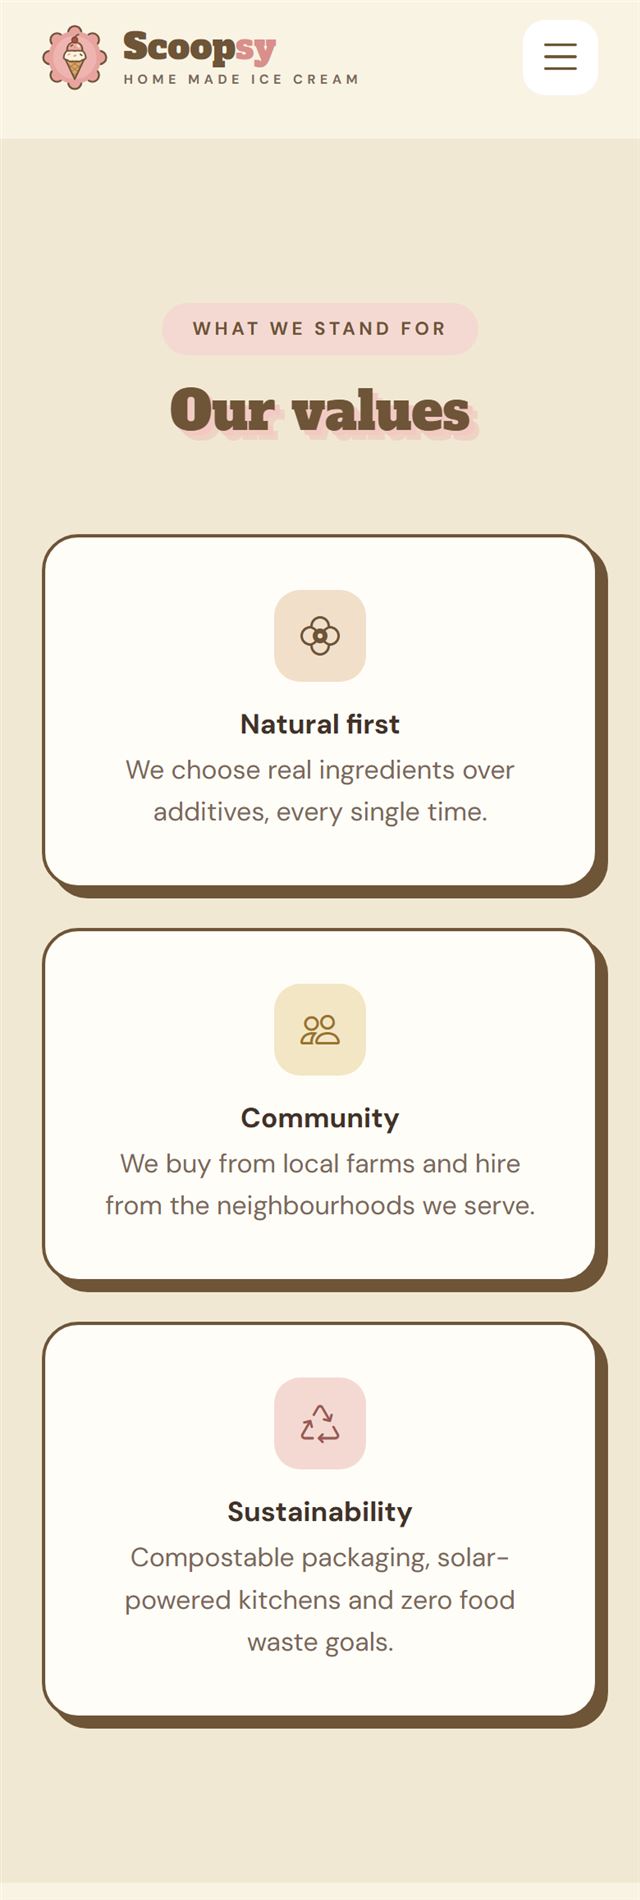 Scoopsy
HOME MADE ICE CREAM
WHAT WE STAND FOR
Our values
Natural first
We choose real ingredients over
additives, every single time.
Community
We buy from local farms and hire
from the neighbourhoods we serve.
Sustainability
Compostable packaging, solar-
powered kitchens and zero food
waste goals.